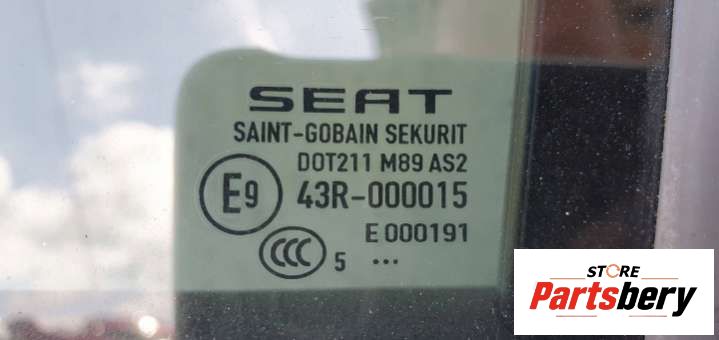 SEAT
SAINT-GOBAIN SEKURIT
DOT211 M89 AS2
E9 43R-000015
E 000191
CCC 5 ...
STORE
Partsbery